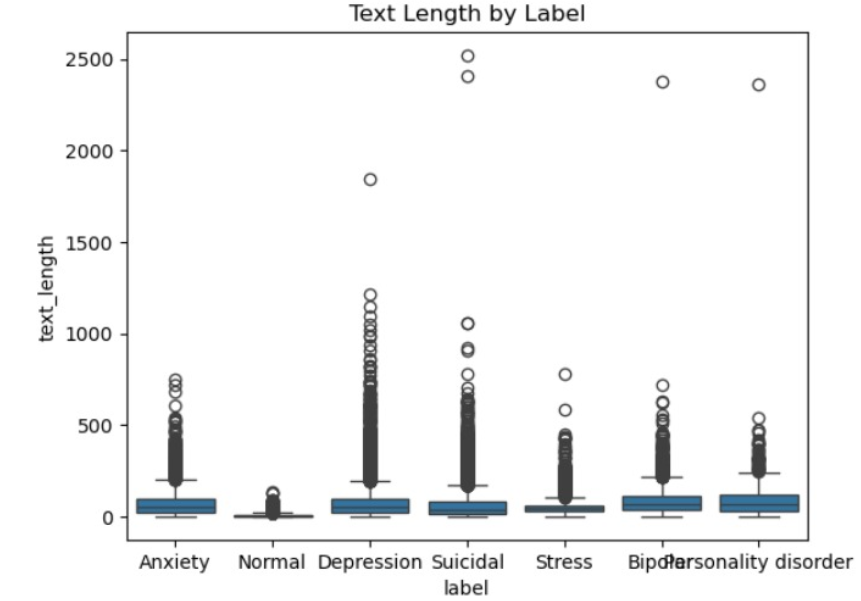 Text Length by Label
text_length
2500
2000
1500
1000
500
0
Anxiety Normal Depression Suicidal Stress Bipolar Personality disorder
label